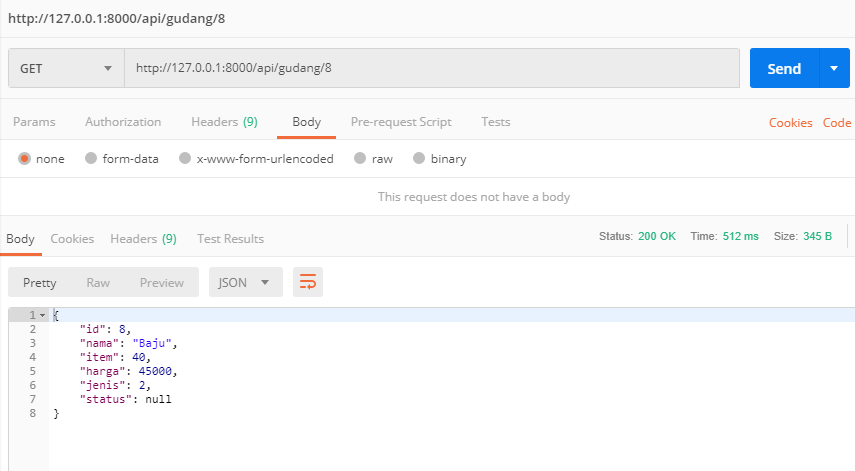 http://127.0.0.1:8000/api/gudang/8
GET http://127.0.0.1:8000/api/gudang/8 Send
Params Authorization Headers (9) Body Pre-request Script Tests Cookies Code
none form-data x-www-form-urlencoded raw binary
This request does not have a body
Body Cookies Headers (9) Test Results Status: 200 OK Time: 512 ms Size: 345 B
Pretty Raw Preview JSON
1 {
2 "id": 8,
3 "nama": "Baju",
4 "item": 40,
5 "harga": 45000,
6 "jenis": 2,
7 "status": null
8 }